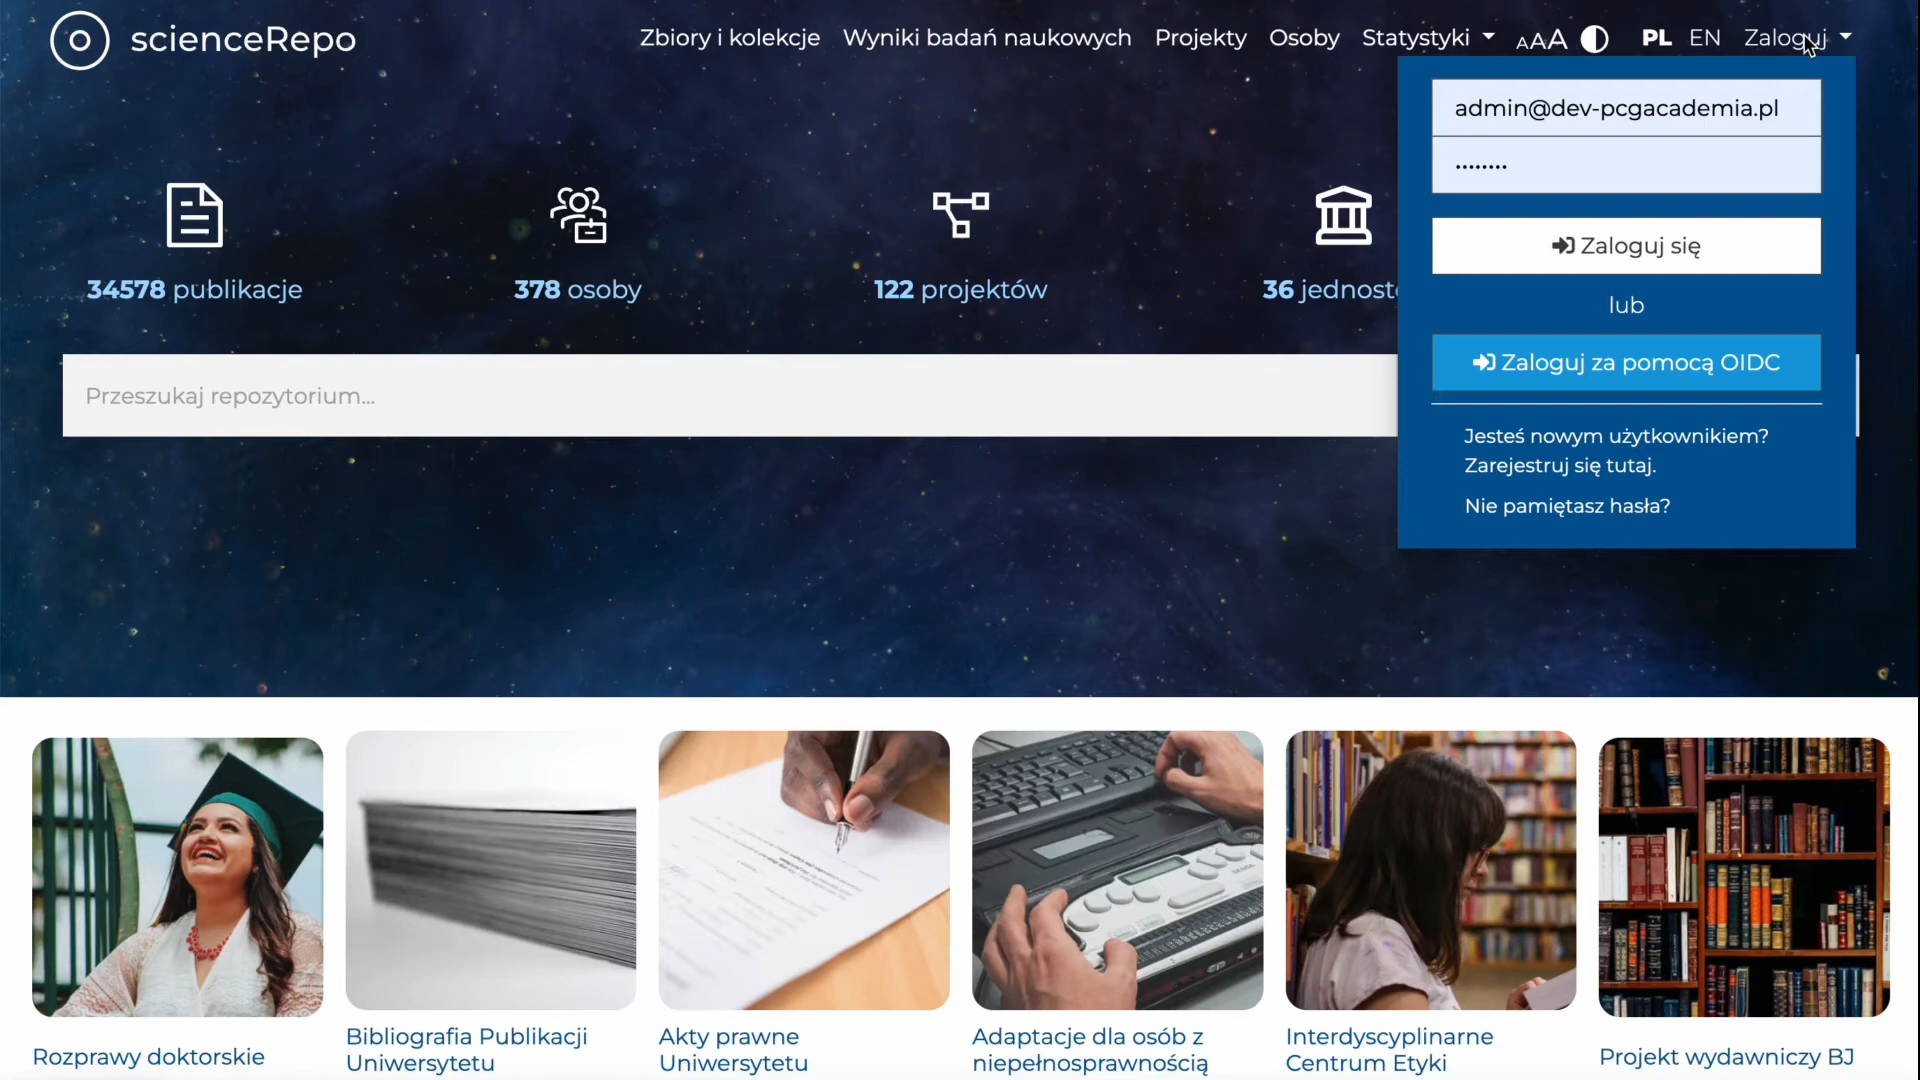 scienceRepo
Zbiory i kolekcje
Wyniki badań naukowych
Projekty
Osoby
Statystyki
AAA
PL
EN
Zaloguj
admin@dev-pcgacademia.pl
••••••••
Zaloguj się
lub
Zaloguj za pomocą OIDC
Jesteś nowym użytkownikiem?
Zarejestruj się tutaj.
Nie pamiętasz hasła?
34578 publikacje
378 osoby
122 projektów
36 jednost
Przeszukaj repozytorium...
Rozprawy doktorskie
Bibliografia Publikacji
Uniwersytetu
Akty prawne
Uniwersytetu
Adaptacje dla osób z
niepełnosprawnością
Interdyscyplinarne
Centrum Etyki
Projekt wydawniczy BJ